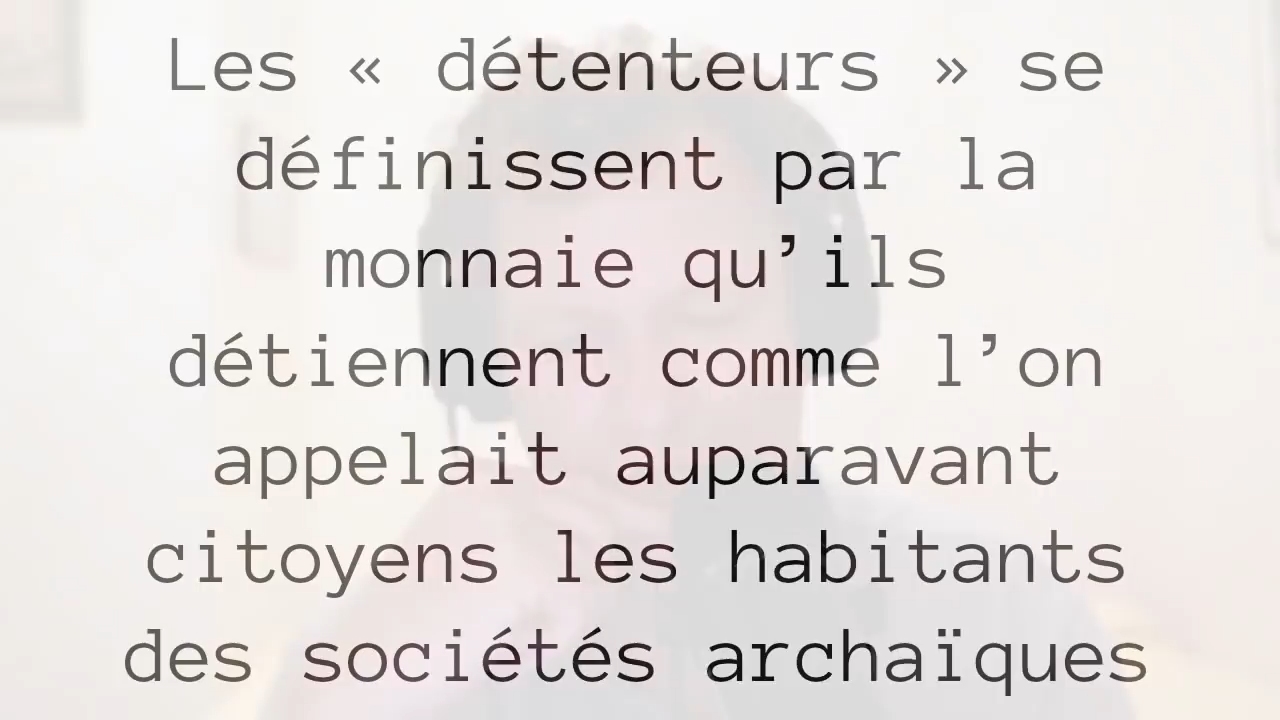 Les « détenteurs » se
définissent par la
monnaie qu’ils
détiennent comme l’on
appelait auparavant
citoyens les habitants
des sociétés archaïques